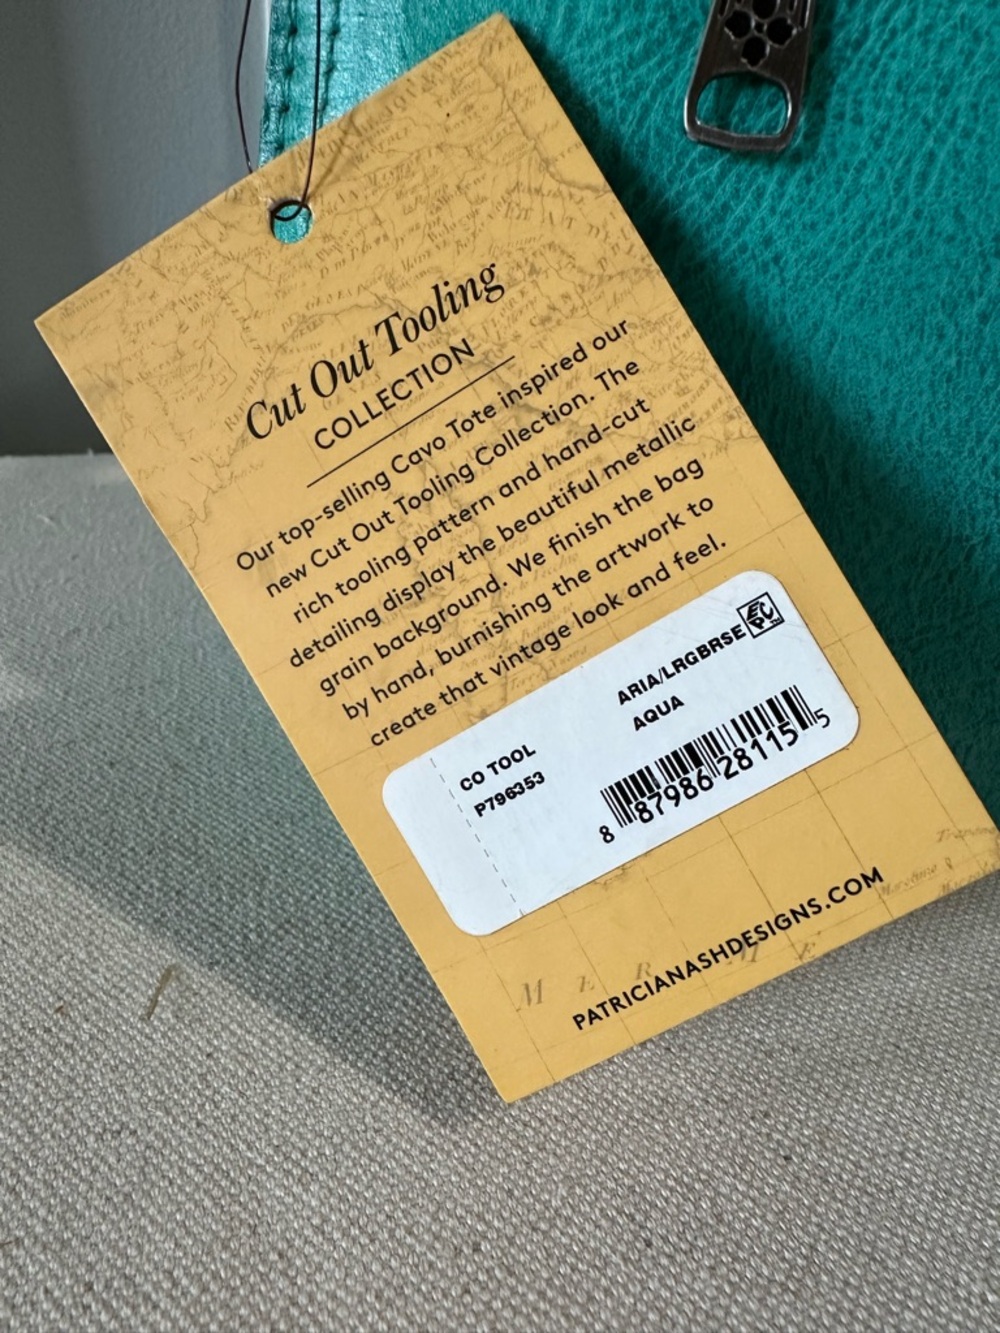 Cut Out Tooling
COLLECTION
Our top-selling Cavo Tote inspired our
new Cut Out Tooling Collection. The
rich tooling pattern and hand-cut
detailing display the beautiful metallic
grain background. We finish the bag
by hand, burnishing the artwork to
create that vintage look and feel.
ARIA/LRGBRSE
AQUA
CO TOOL
P796353
8 87986 28115 5
M E R M E
PATRICIANASHDESIGNS.COM